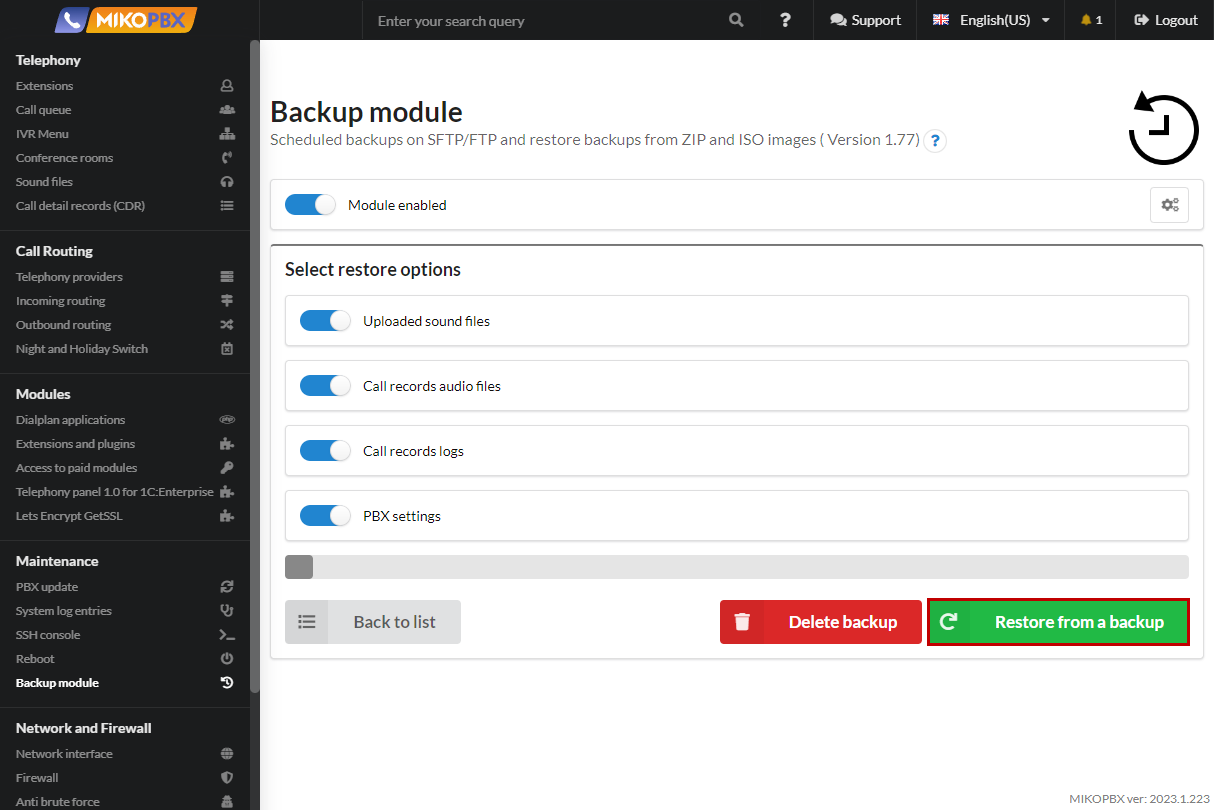 MIKOPBX
Enter your search query
?
Support
English(US)
1
Logout
Telephony
Extensions
Call queue
IVR Menu
Conference rooms
Sound files
Call detail records (CDR)
Call Routing
Telephony providers
Incoming routing
Outbound routing
Night and Holiday Switch
Modules
Dialplan applications
php
Extensions and plugins
Access to paid modules
Telephony panel 1.0 for 1C:Enterprise
Lets Encrypt GetSSL
Maintenance
PBX update
System log entries
SSH console
Reboot
Backup module
Network and Firewall
Network interface
Firewall
Anti brute force
Backup module
Scheduled backups on SFTP/FTP and restore backups from ZIP and ISO images ( Version 1.77) ?
Module enabled
Select restore options
Uploaded sound files
Call records audio files
Call records logs
PBX settings
Back to list
Delete backup
Restore from a backup
MIKOPBX ver: 2023.1.223